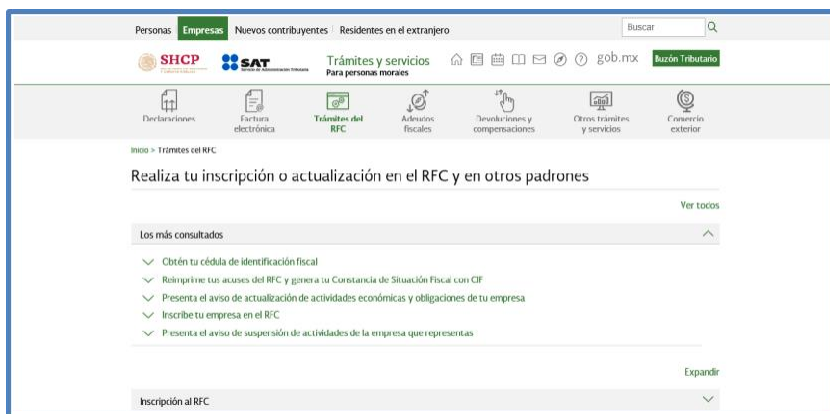 Personas Empresas Nuevos contribuyentes Residentes en el extranjero Buscar
SHCP SAT Trámites y servicios gob.mx Buzón Tributario
Servicio de Administración Tributaria
Para personas morales
Declaraciones Factura electrónica Trámites del RFC Adeudos fiscales Devoluciones y compensaciones Otros trámites y servicios Comercio exterior
Inicio > Trámites del RFC
Realiza tu inscripción o actualización en el RFC y en otros padrones
Ver todos
Los más consultados
Obtén tu cédula de identificación fiscal
Reimprime tus acuses del RFC y genera tu Constancia de Situación Fiscal con CIF
Presenta el aviso de actualización de actividades económicas y obligaciones de tu empresa
Inscribe tu empresa en el RFC
Presenta el aviso de suspersión de actividades de la empresa que representas
Expandir
Inscripción al RFC